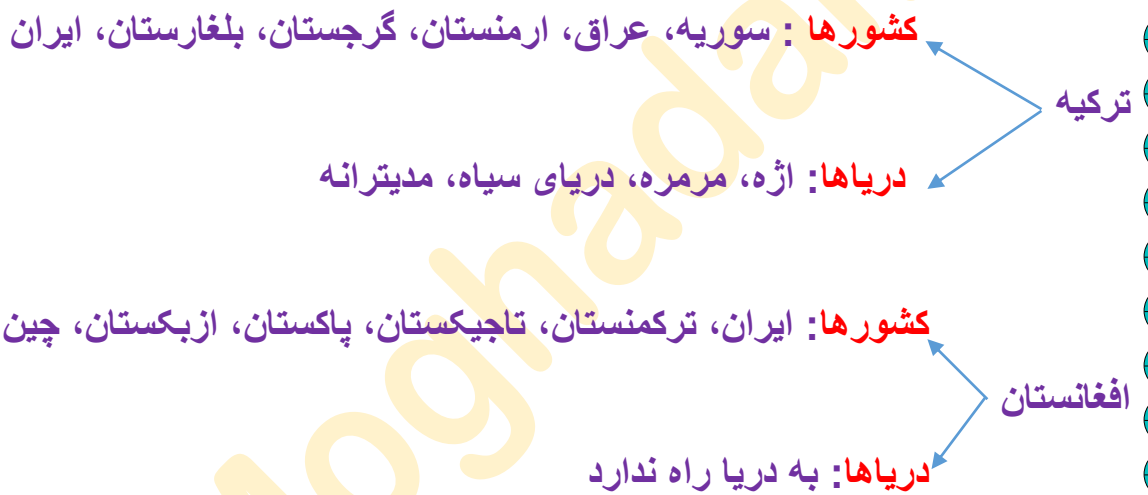 کشورها : سوریه، عراق، ارمنستان، گرجستان، بلغارستان، ایران
ترکیه
دریاها: اژه، مرمره، دریای سیاه، مدیترانه
کشورها: ایران، ترکمنستان، تاجیکستان، پاکستان، ازبکستان، چین
افغانستان
دریاها: به دریا راه ندارد
Moghadam